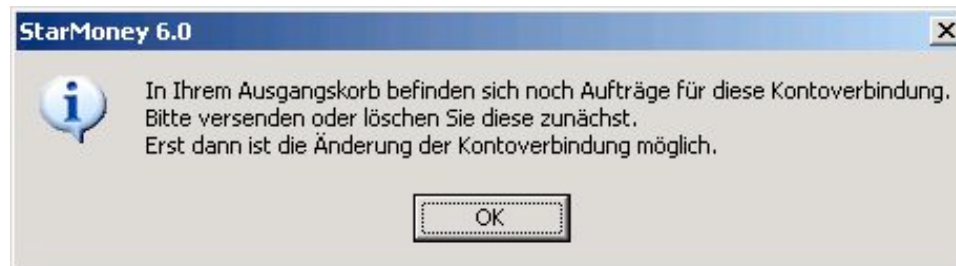 StarMoney 6.0
In Ihrem Ausgangskorb befinden sich noch Aufträge für diese Kontoverbindung.
Bitte versenden oder löschen Sie diese zunächst.
Erst dann ist die Änderung der Kontoverbindung möglich.
OK